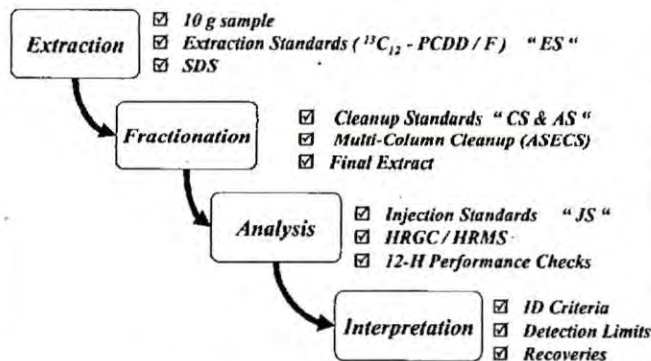 Extraction
☑ 10 g sample
☑ Extraction Standards ( ¹³C₁₂ - PCDD / F ) " ES "
☑ SDS
Fractionation
☑ Cleanup Standards " CS & AS "
☑ Multi-Column Cleanup (ASECS)
☑ Final Extract
Analysis
☑ Injection Standards " JS "
☑ HRGC / HRMS
☑ 12-H Performance Checks
Interpretation
☑ ID Criteria
☑ Detection Limits
☑ Recoveries